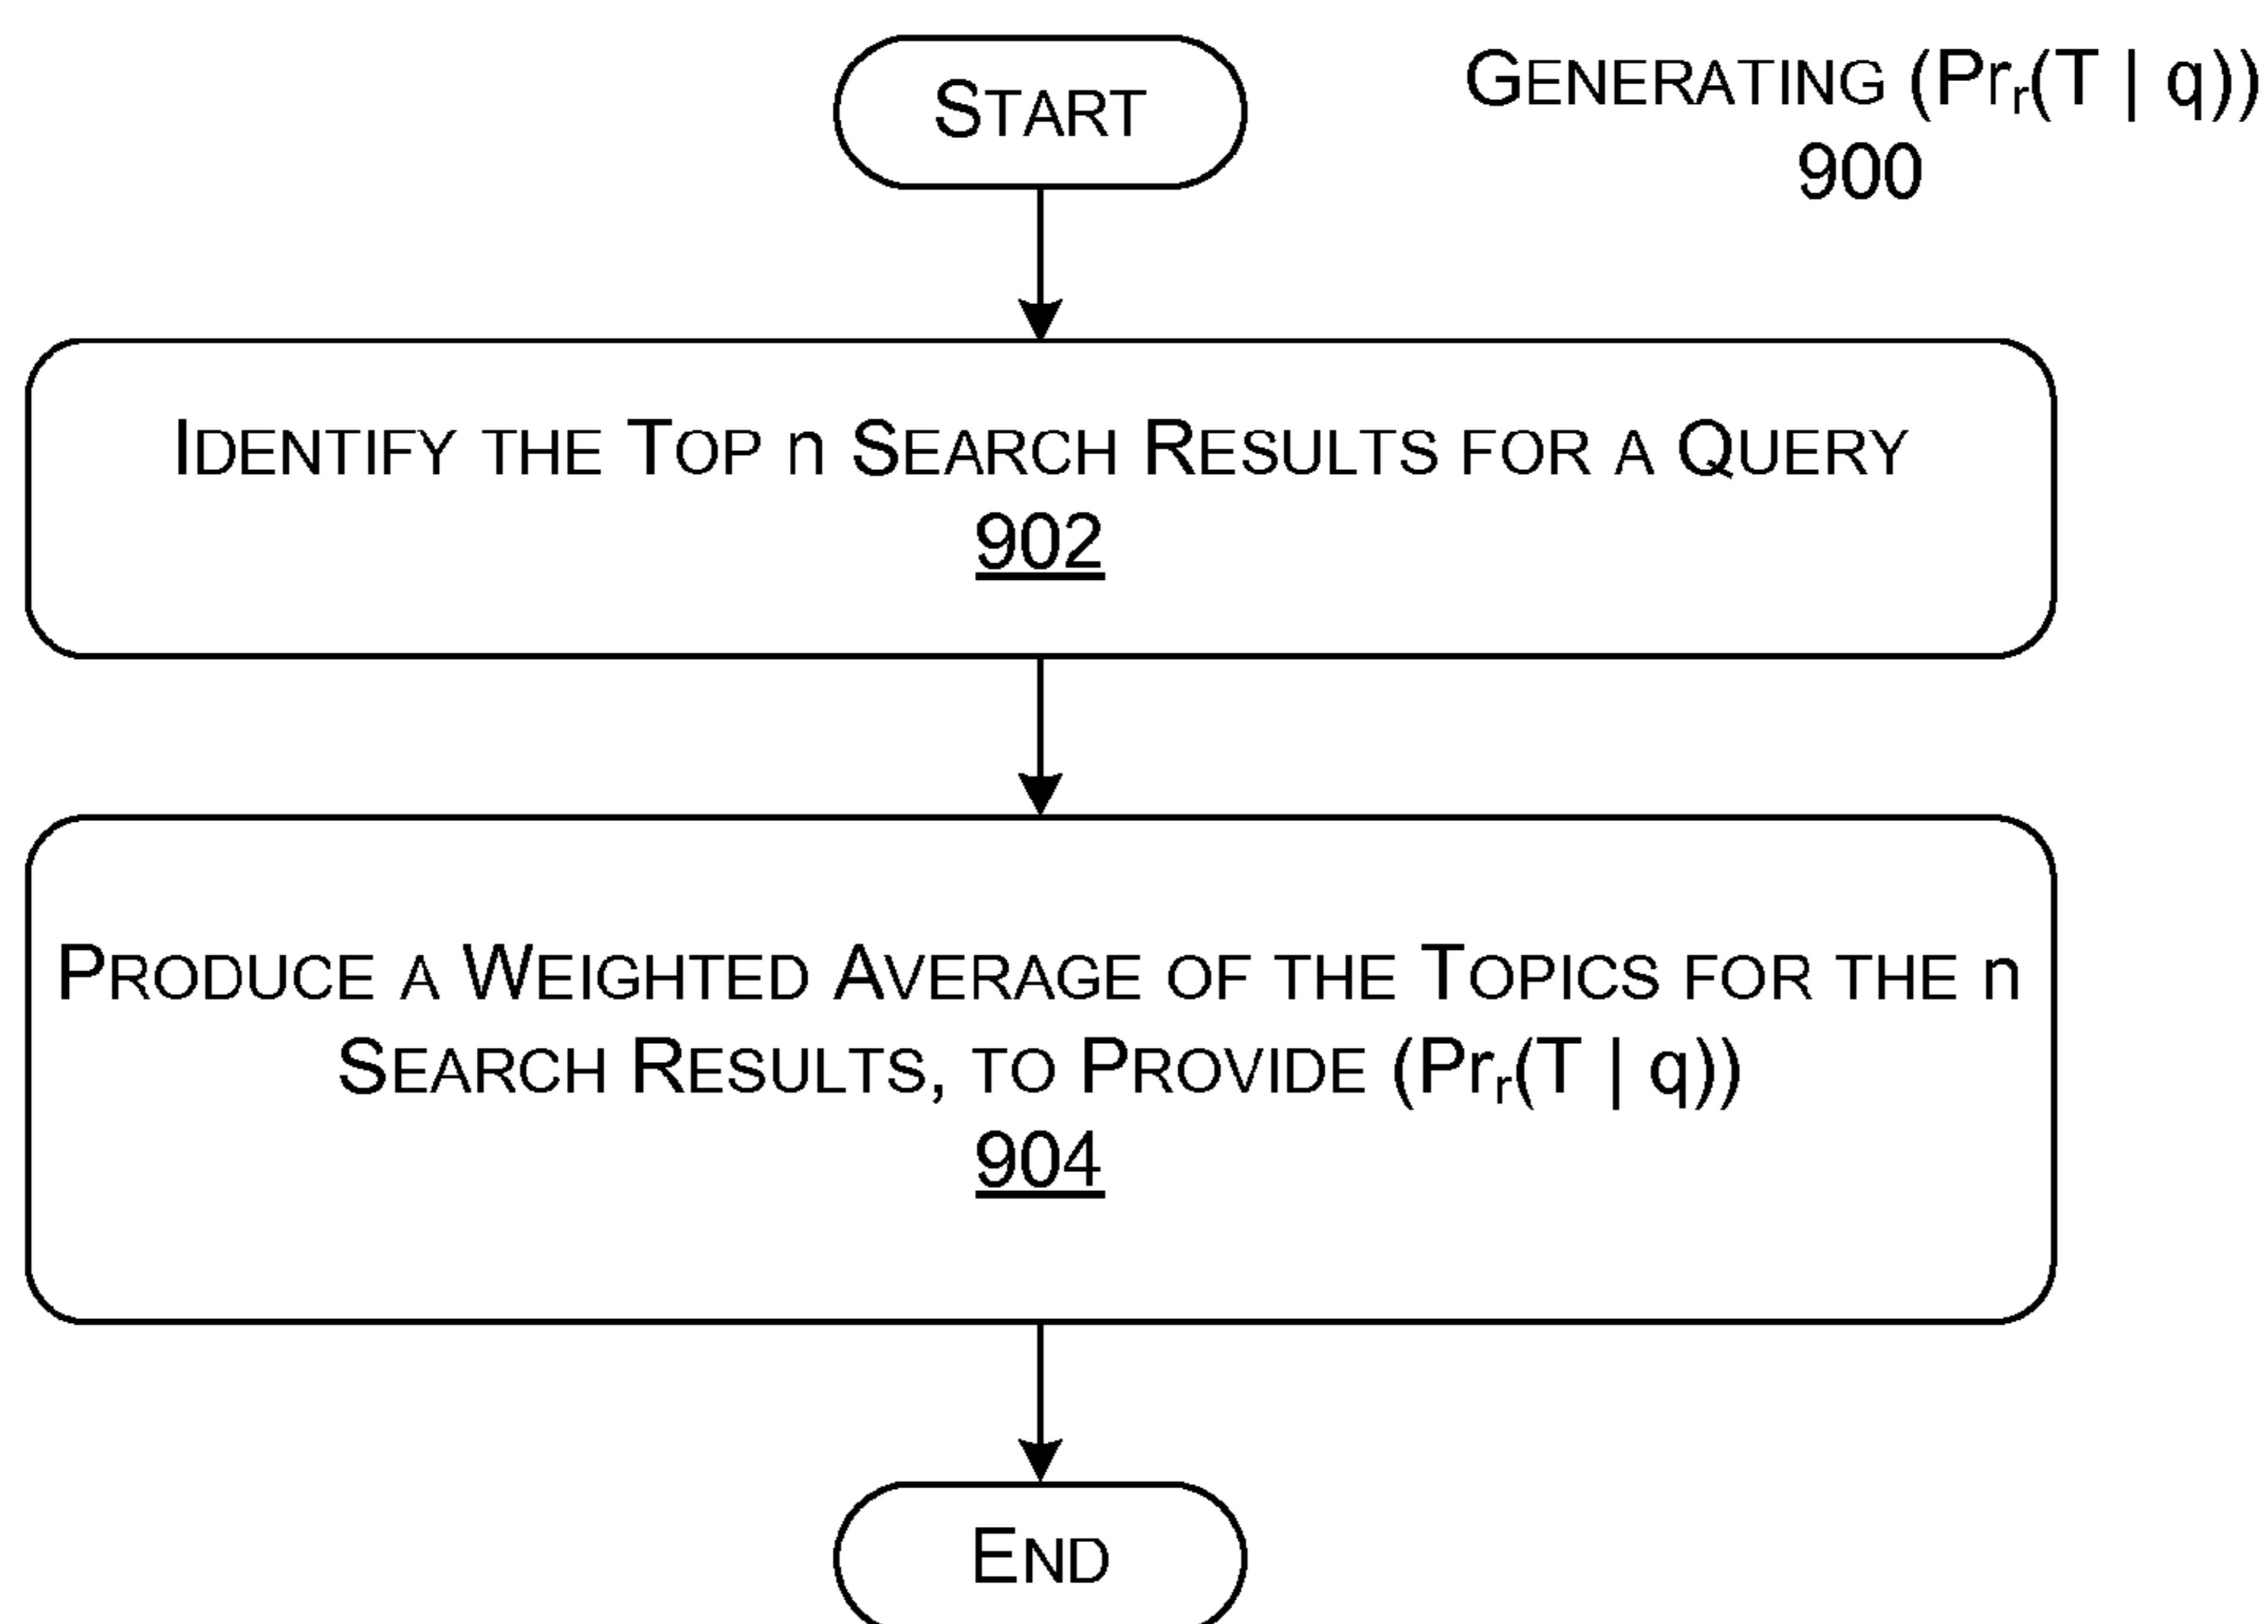 START
GENERATING (Prr(T | q))
900
IDENTIFY THE TOP n SEARCH RESULTS FOR A QUERY
902
PRODUCE A WEIGHTED AVERAGE OF THE TOPICS FOR THE n
SEARCH RESULTS, TO PROVIDE (Prr(T | q))
904
END